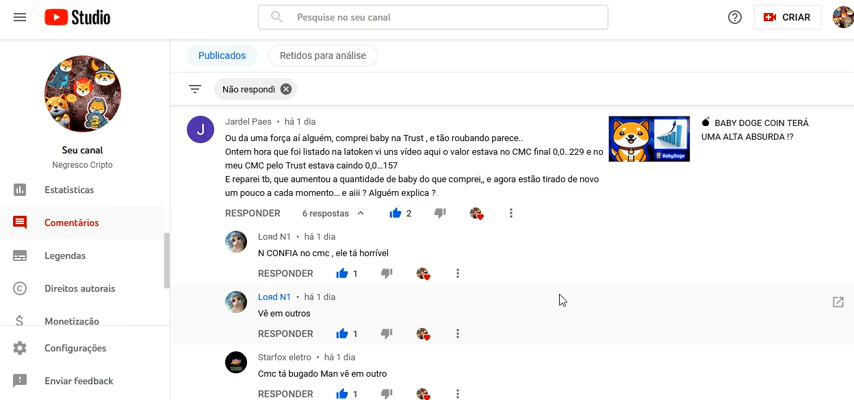 Studio
Pesquise no seu canal
CRIAR
Publicados
Retidos para análise
Não respondi
Seu canal
Negresco Cripto
Estatísticas
Comentários
Legendas
Direitos autorais
Monetização
Configurações
Enviar feedback
J
Jardel Paes • há 1 dia
Ou da uma força aí alguém, comprei baby na Trust , e tão roubando parece..
Ontem hora que foi listado na latoken vi uns vídeo aqui o valor estava no CMC final 0,0..229 e no
meu CMC pelo Trust estava caindo 0,0...157
E reparei tb, que aumentou a quantidade de baby do que comprei,, e agora estão tirado de novo
um pouco a cada momento... e aiii ? Alguém explica ?
RESPONDER 6 respostas 2
BabyDoge
BABY DOGE COIN TERÁ
UMA ALTA ABSURDA !?
Loяd N1 • há 1 dia
N CONFIA no cmc , ele tá horrível
RESPONDER 1
Loяd N1 • há 1 dia
Vê em outros
RESPONDER 1
Starfox eletro • há 1 dia
Cmc tá bugado Man vê em outro
RESPONDER 1